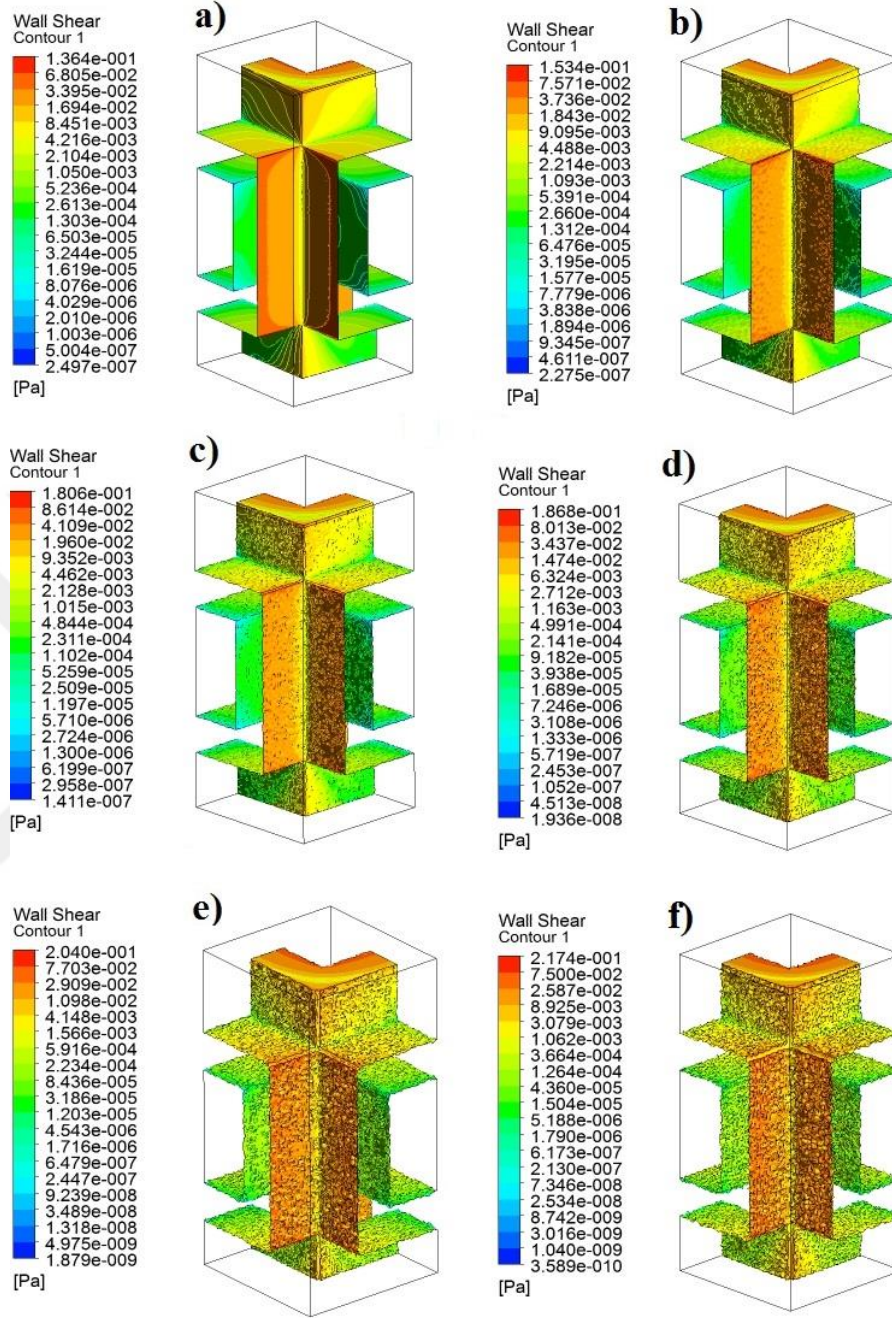 Wall Shear
Contour 1
a)
1.364e-001
6.805e-002
3.395e-002
1.694e-002
8.451e-003
4.216e-003
2.104e-003
1.050e-003
5.236e-004
2.613e-004
1.303e-004
6.503e-005
3.244e-005
1.619e-005
8.076e-006
4.029e-006
2.010e-006
1.003e-006
5.004e-007
2.497e-007
[Pa]
Wall Shear
Contour 1
b)
1.534e-001
7.571e-002
3.736e-002
1.843e-002
9.095e-003
4.488e-003
2.214e-003
1.093e-003
5.391e-004
2.660e-004
1.312e-004
6.476e-005
3.195e-005
1.577e-005
7.779e-006
3.838e-006
1.894e-006
9.345e-007
4.611e-007
2.275e-007
[Pa]
Wall Shear
Contour 1
c)
1.806e-001
8.614e-002
4.109e-002
1.960e-002
9.352e-003
4.462e-003
2.128e-003
1.015e-003
4.844e-004
2.311e-004
1.102e-004
5.259e-005
2.509e-005
1.197e-005
5.710e-006
2.724e-006
1.300e-006
6.199e-007
2.958e-007
1.411e-007
[Pa]
Wall Shear
Contour 1
d)
1.868e-001
8.013e-002
3.437e-002
1.474e-002
6.324e-003
2.712e-003
1.163e-003
4.991e-004
2.141e-004
9.182e-005
3.938e-005
1.689e-005
7.246e-006
3.108e-006
1.333e-006
5.719e-007
2.453e-007
1.052e-007
4.513e-008
1.936e-008
[Pa]
Wall Shear
Contour 1
e)
2.040e-001
7.703e-002
2.909e-002
1.098e-002
4.148e-003
1.566e-003
5.916e-004
2.234e-004
8.436e-005
3.186e-005
1.203e-005
4.543e-006
1.716e-006
6.479e-007
2.447e-007
9.239e-008
3.489e-008
1.318e-008
4.975e-009
1.879e-009
[Pa]
Wall Shear
Contour 1
f)
2.174e-001
7.500e-002
2.587e-002
8.925e-003
3.079e-003
1.062e-003
3.664e-004
1.264e-004
4.360e-005
1.504e-005
5.188e-006
1.790e-006
6.173e-007
2.130e-007
7.346e-008
2.534e-008
8.742e-009
3.016e-009
1.040e-009
3.589e-010
[Pa]